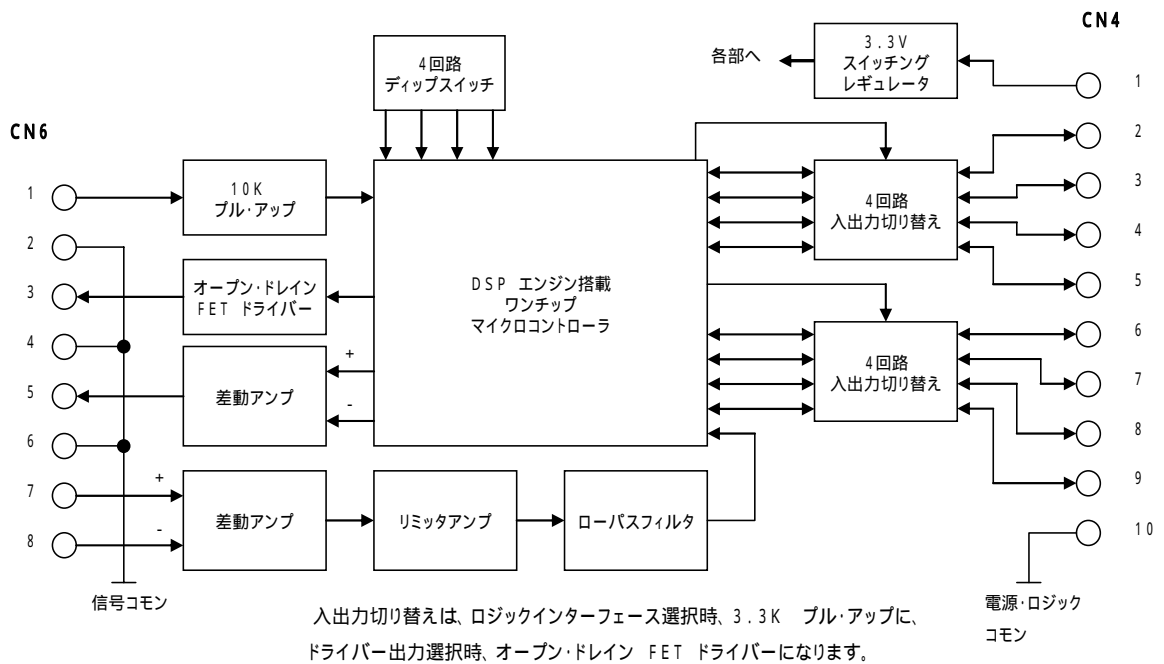 CN4
3.3V
スイッチング
レギュレータ
各部へ
4回路
ディップスイッチ
CN6
1
2
3
4
5
6
7
8
10K
プル・アップ
オープン・ドレイン
FET ドライバー
差動アンプ
+
-
DSP エンジン搭載
ワンチップ
マイクロコントローラ
4回路
入出力切り替え
4回路
入出力切り替え
1
2
3
4
5
6
7
8
9
10
+
-
差動アンプ
リミッタアンプ
ローパスフィルタ
信号コモン
電源・ロジック
コモン
入出力切り替えは、ロジックインターフェース選択時、3.3K プル・アップに、
ドライバー出力選択時、オープン・ドレイン FET ドライバーになります。